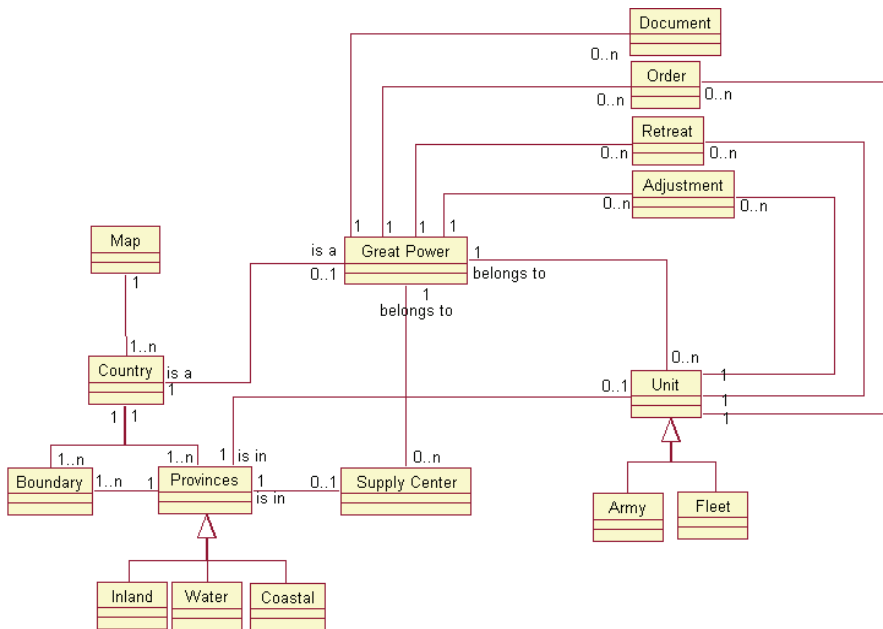 Document
0..n
Order
0..n
0..n
Retreat
0..n
0..n
Adjustment
0..n
0..n
1
1
1
1
Map
1
is a
0..1
Great Power
1
belongs to
1
belongs to
1..n
Country
is a
1
1
1
0..n
0..1
Unit
1
1
1
1..n
1..n
1
is in
0..n
Boundary
1..n
1
Provinces
1
is in
0..1
Supply Center
Army
Fleet
Inland
Water
Coastal